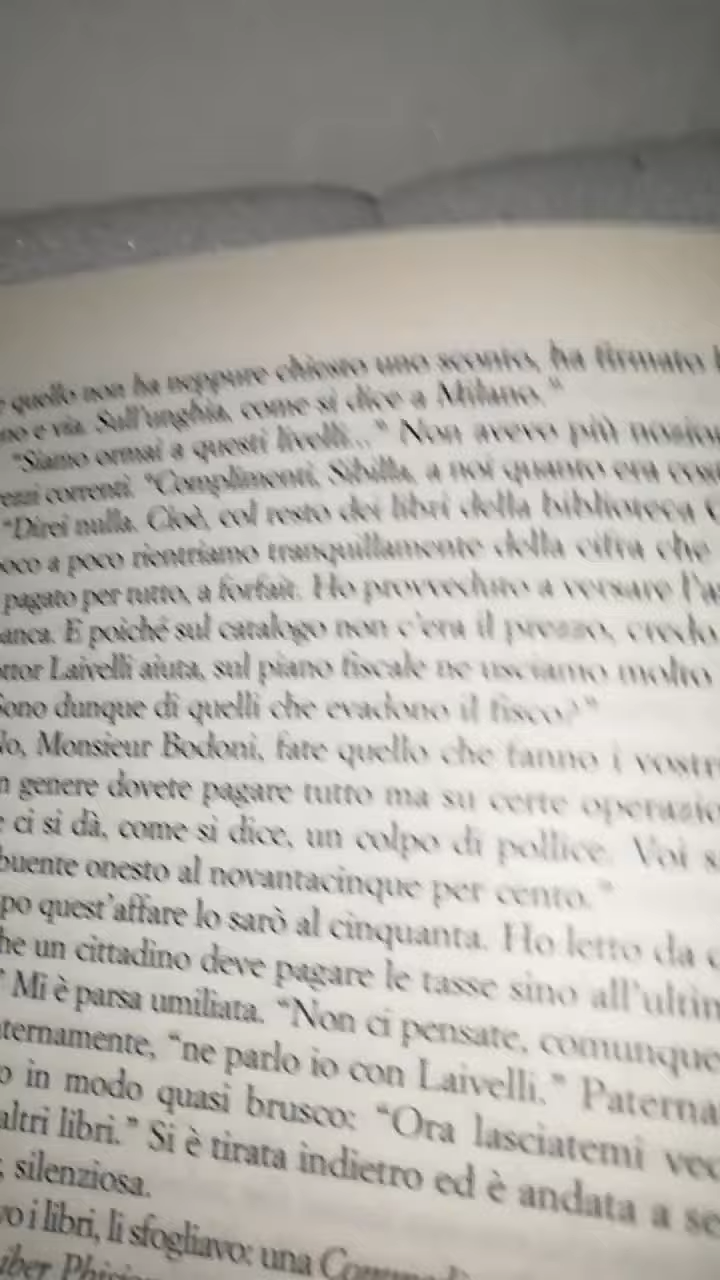 quello non ha neppure chiesto uno sconto, ha firmato
no e via. Sull'unghia, come si dice a Milano."
"Siamo ormai a questi livelli..." Non avevo più
rezzi correnti. "Complimenti, Sibilla, a noi quanto era
"Direi nulla. Cioè, col resto dei libri della biblioteca
oco a poco rientriamo tranquillamente della cifra che
pagato per tutto, a forfait. Ho provveduto a versare
anca. E poiché sul catalogo non c'era il prezzo, credo
ottor Laivelli aiuta, sul piano fiscale ne usciamo molto
Sono dunque di quelli che evadono il fisco?"
No, Monsieur Bodoni, fate quello che fanno i vostr
n genere dovete pagare tutto ma su certe operazio
e ci si dà, come si dice, un colpo di pollice. Voi s
buente onesto al novantacinque per cento."
po quest'affare lo sarò al cinquanta. Ho letto da
he un cittadino deve pagare le tasse sino all'ultin
" Mi è parsa umiliata. "Non ci pensate, comunque
aternamente, "ne parlo io con Laivelli." Paterna
o in modo quasi brusco: "Ora lasciatemi ved
altri libri." Si è tirata indietro ed è andata a se
, silenziosa.
vo i libri, li sfogliavo: una
iber